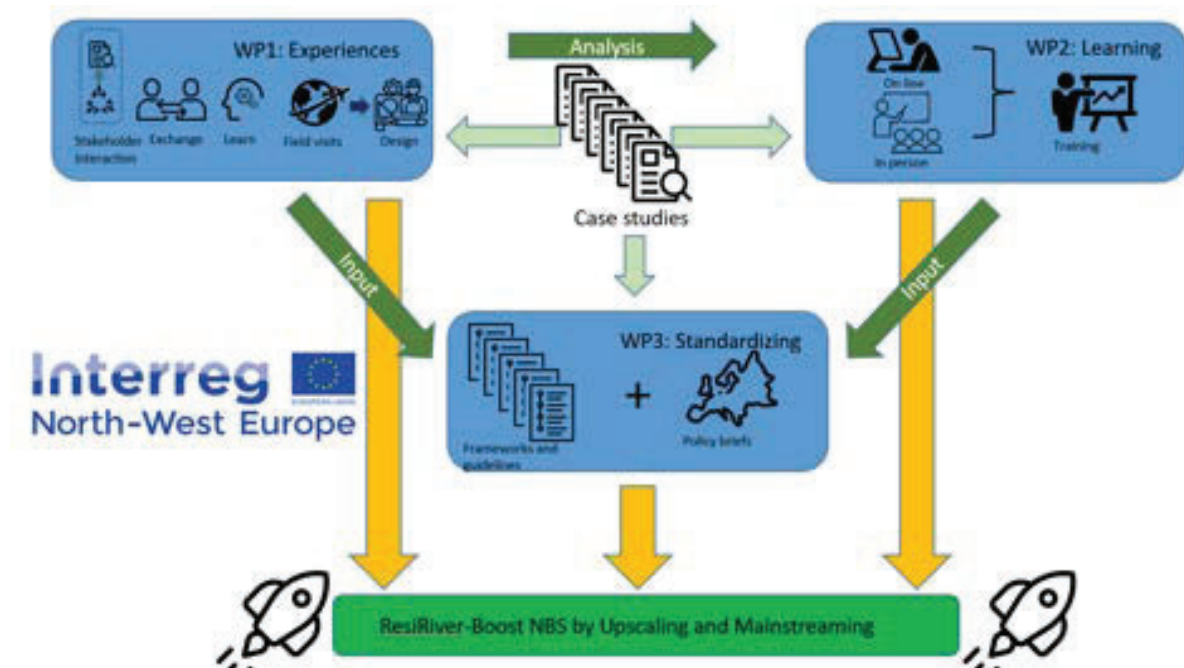 WP1: Experiences
Stakeholder
Interaction
Exchange
Learn
Field visits
Design
Analysis
Case studies
WP2: Learning
On line
In person
Training
Input
Input
WP3: Standardizing
+
Frameworks and
guidelines
Policy briefs
Interreg
EUROPEAN UNION
North-West Europe
ResiRiver-Boost NBS by Upscaling and Mainstreaming